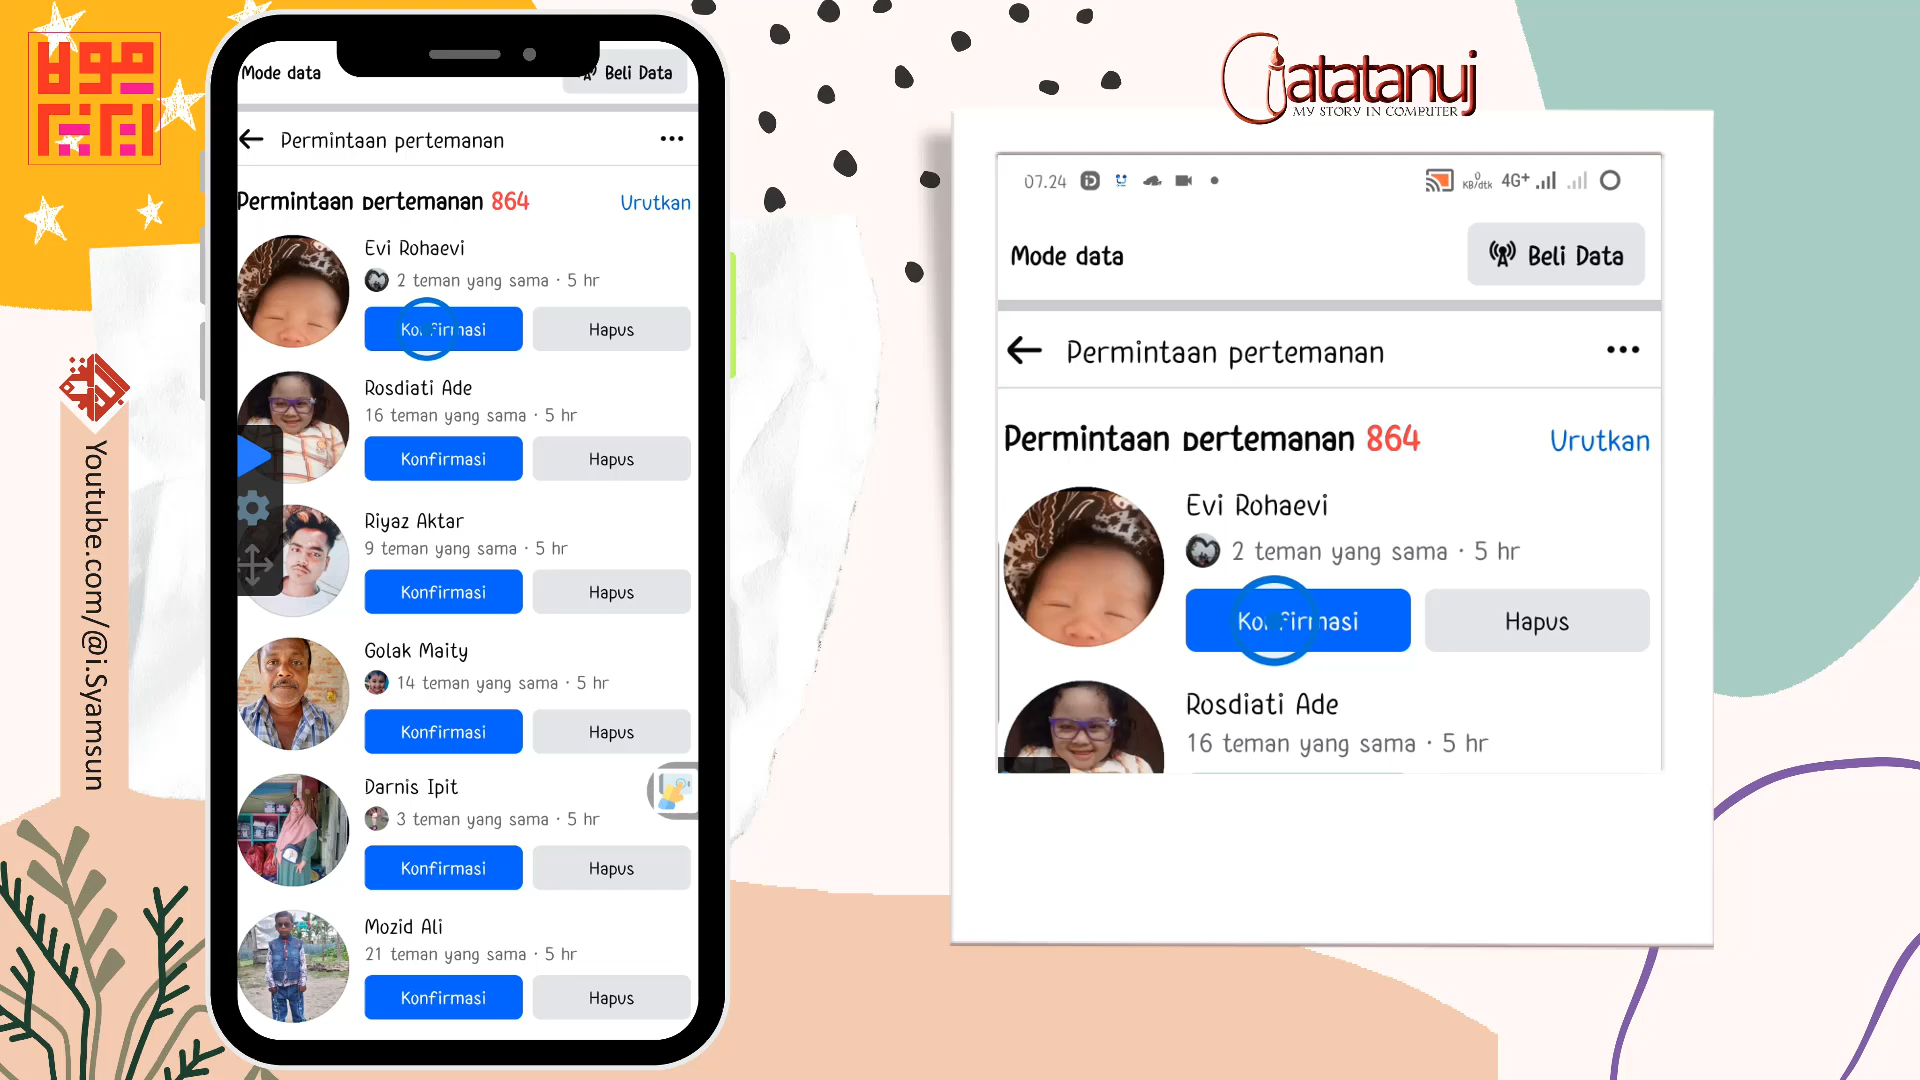 Mode data
Beli Data
Permintaan pertemanan
Permintaan pertemanan 864
Urutkan
Evi Rohaevi
2 teman yang sama · 5 hr
Konfirmasi
Hapus
Rosdiati Ade
16 teman yang sama · 5 hr
Konfirmasi
Hapus
Riyaz Aktar
9 teman yang sama · 5 hr
Konfirmasi
Hapus
Golak Maity
14 teman yang sama · 5 hr
Konfirmasi
Hapus
Darnis Ipit
3 teman yang sama · 5 hr
Konfirmasi
Hapus
Mozid Ali
21 teman yang sama · 5 hr
Konfirmasi
Hapus
Youtube.com/@i.Syamsun
Catatanuj
MY STORY IN COMPUTER
07.24
0
KB/dtk
4G+
Mode data
Beli Data
Permintaan pertemanan
Permintaan pertemanan 864
Urutkan
Evi Rohaevi
2 teman yang sama · 5 hr
Konfirmasi
Hapus
Rosdiati Ade
16 teman yang sama · 5 hr